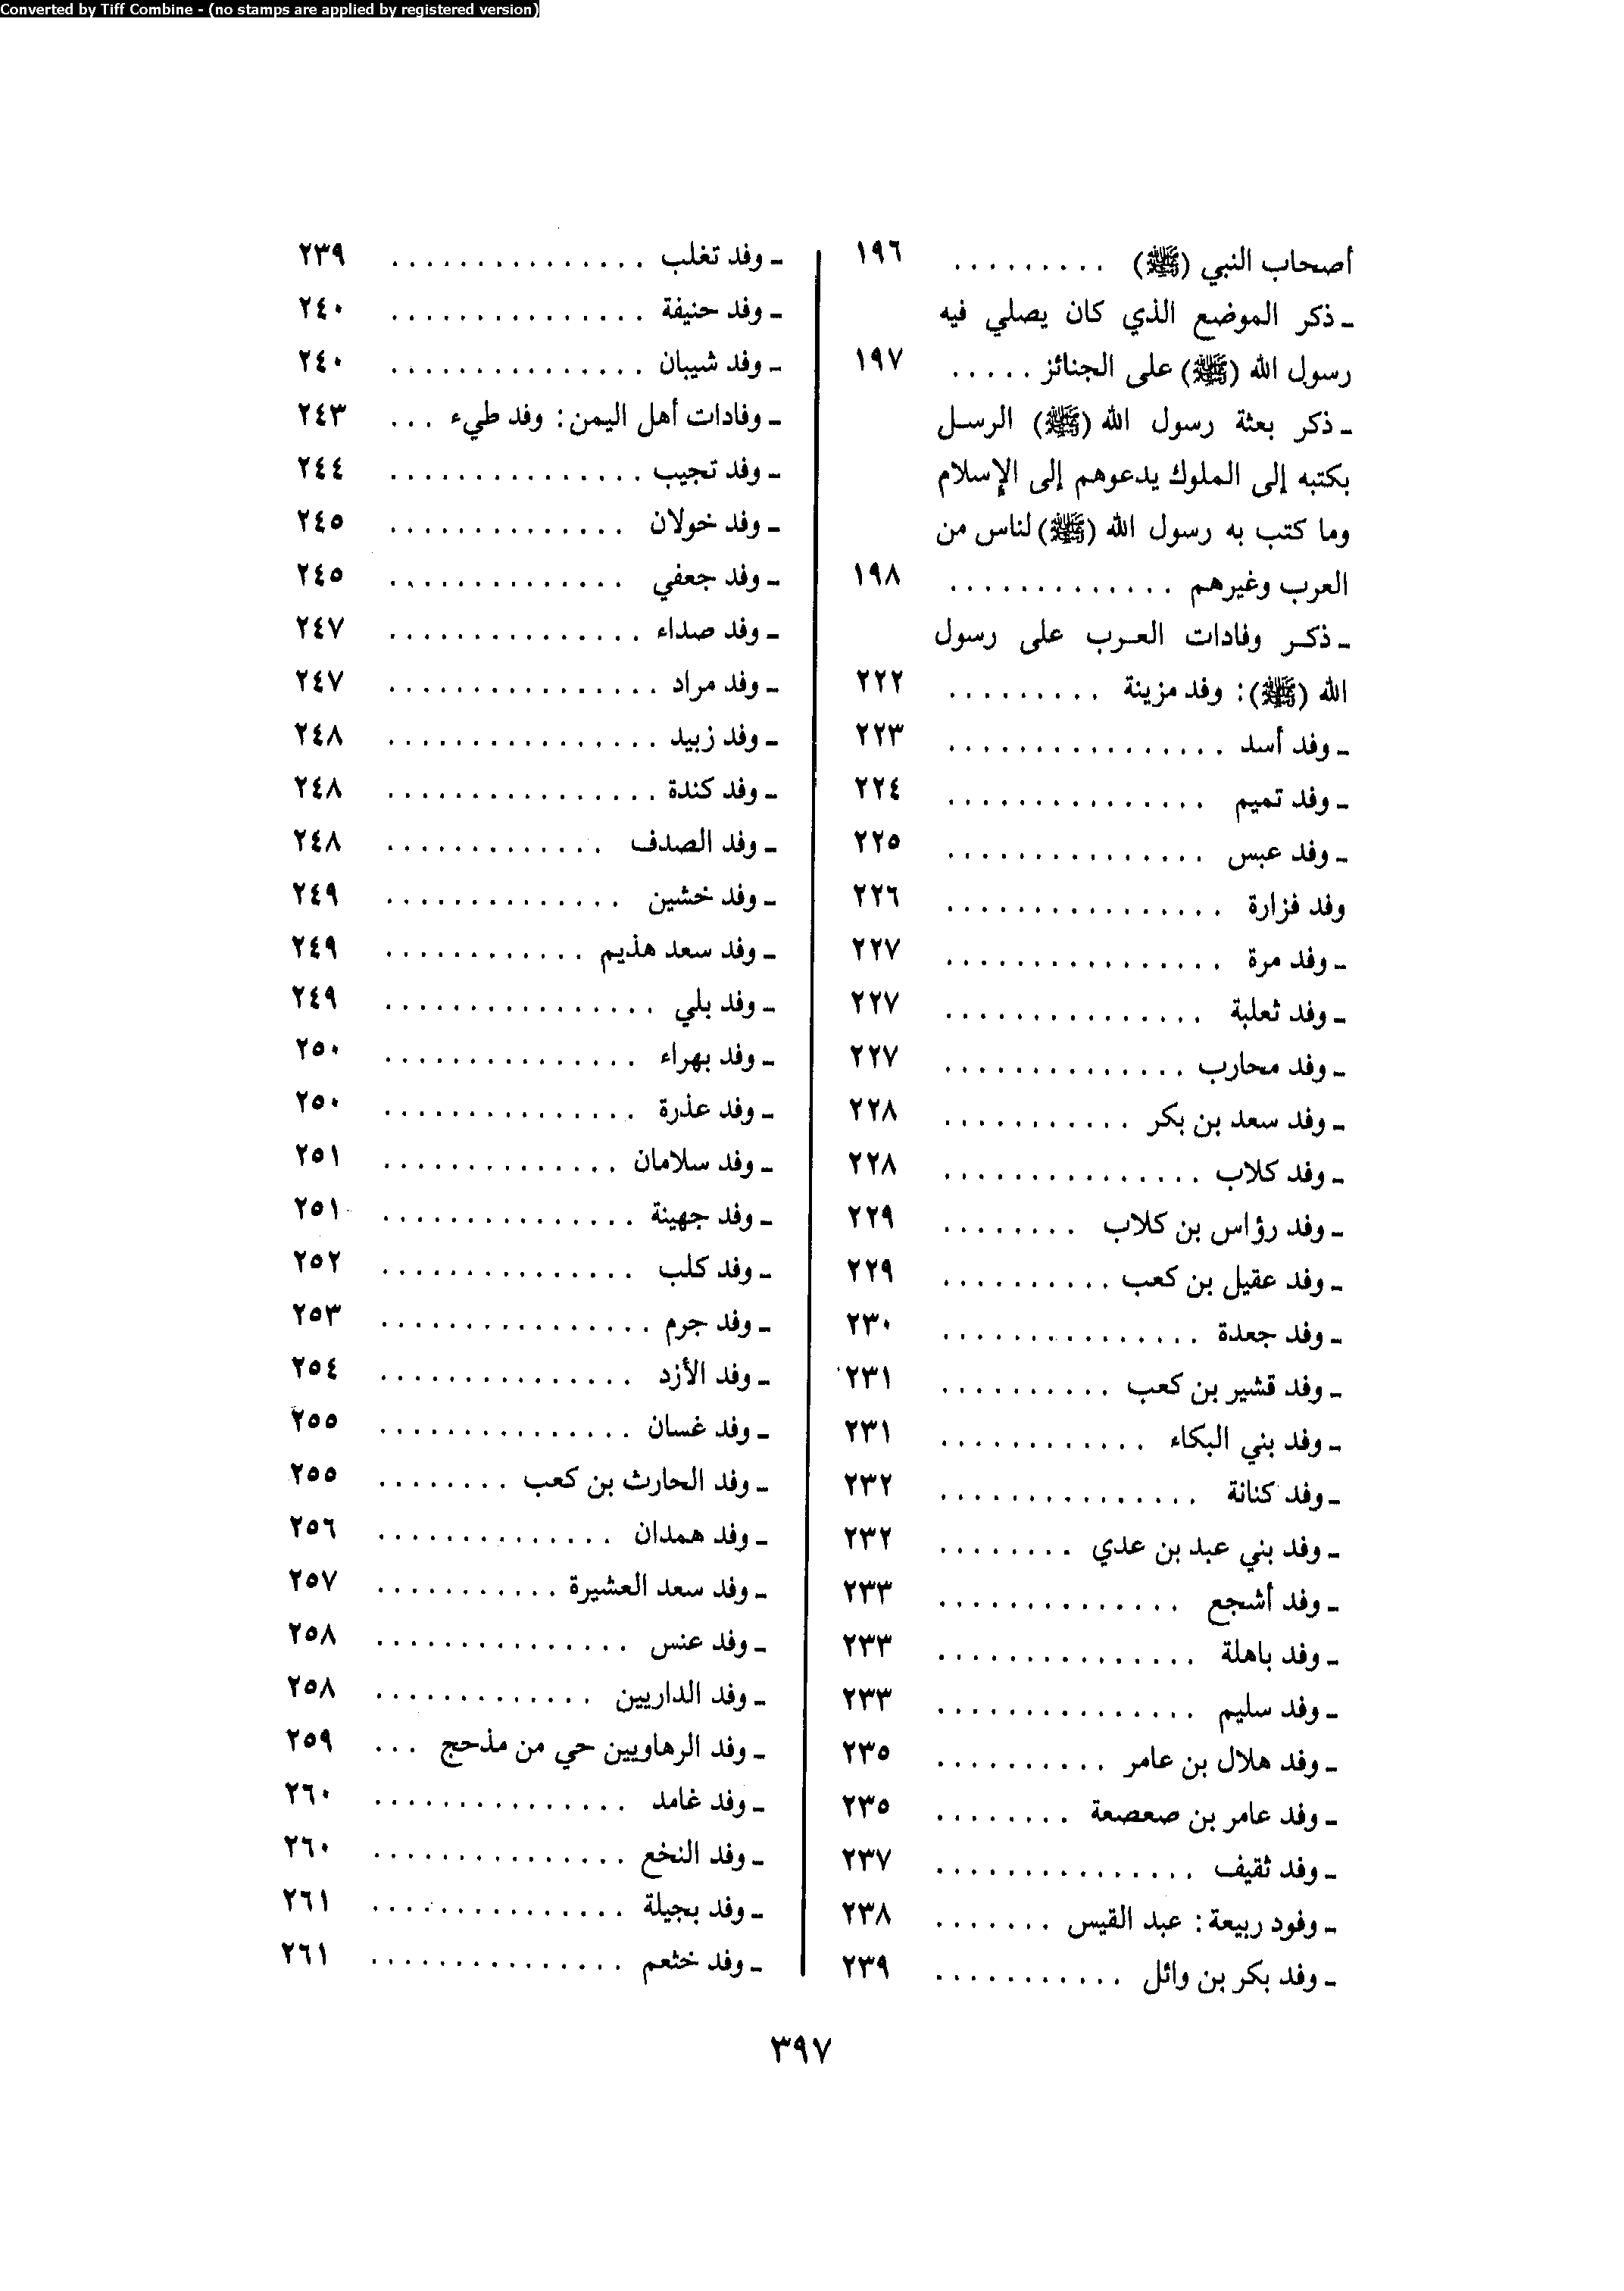 Converted by Tiff Combine - (no stamps are applied by registered version)
أصحاب النبي (ﷺ) . . . . . . . . . ١٩٦
ـ ذكر الموضع الذي كان يصلي فيه
رسول الله (ﷺ) على الجنائز . . . . . ١٩٧
ـ ذكر بعثة رسول الله (ﷺ) الرسل
بكتبه إلى الملوك يدعوهم إلى الإسلام
وما كتب به رسول الله (ﷺ) لناس من
العرب وغيرهم . . . . . . . . . . . . . ١٩٨
ـ ذكر وفادات العرب على رسول
الله (ﷺ): وفد مزينة . . . . . . . . . ٢٢٢
ـ وفد أسد . . . . . . . . . . . . . . . . ٢٢٣
ـ وفد تميم . . . . . . . . . . . . . . . ٢٢٤
ـ وفد عبس . . . . . . . . . . . . . . . ٢٢٥
وفد فزارة . . . . . . . . . . . . . . . . ٢٢٦
ـ وفد مرة . . . . . . . . . . . . . . . . ٢٢٧
ـ وفد ثعلبة . . . . . . . . . . . . . . . ٢٢٧
ـ وفد محارب . . . . . . . . . . . . . . ٢٢٧
ـ وفد سعد بن بكر . . . . . . . . . . . ٢٢٨
ـ وفد كلاب . . . . . . . . . . . . . . . ٢٢٨
ـ وفد رؤاس بن كلاب . . . . . . . . ٢٢٩
ـ وفد عقيل بن كعب . . . . . . . . . . ٢٢٩
ـ وفد جعدة . . . . . . . . . . . . . . . ٢٣٠
ـ وفد قشير بن كعب . . . . . . . . . . ٢٣١
ـ وفد بني البكاء . . . . . . . . . . . . ٢٣١
ـ وفد كنانة . . . . . . . . . . . . . . . ٢٣٢
ـ وفد بني عبد بن عدي . . . . . . . . ٢٣٢
ـ وفد أشجع . . . . . . . . . . . . . . ٢٣٣
ـ وفد باهلة . . . . . . . . . . . . . . . ٢٣٣
ـ وفد سليم . . . . . . . . . . . . . . . ٢٣٣
ـ وفد هلال بن عامر . . . . . . . . . . ٢٣٥
ـ وفد عامر بن صعصعة . . . . . . . . ٢٣٥
ـ وفد ثقيف . . . . . . . . . . . . . . . ٢٣٧
ـ وفود ربيعة: عبد القيس . . . . . . . ٢٣٨
ـ وفد بكر بن وائل . . . . . . . . . . . ٢٣٩
ـ وفد تغلب . . . . . . . . . . . . . . . ٢٣٩
ـ وفد حنيفة . . . . . . . . . . . . . . . ٢٤٠
ـ وفد شيبان . . . . . . . . . . . . . . . ٢٤٠
ـ وفادات أهل اليمن: وفد طيء . . . ٢٤٣
ـ وفد تجيب . . . . . . . . . . . . . . . ٢٤٤
ـ وفد خولان . . . . . . . . . . . . . . ٢٤٥
ـ وفد جعفي . . . . . . . . . . . . . . ٢٤٥
ـ وفد صداء . . . . . . . . . . . . . . . ٢٤٧
ـ وفد مراد . . . . . . . . . . . . . . . . ٢٤٧
ـ وفد زبيد . . . . . . . . . . . . . . . . ٢٤٨
ـ وفد كندة . . . . . . . . . . . . . . . . ٢٤٨
ـ وفد الصدف . . . . . . . . . . . . . ٢٤٨
ـ وفد خشين . . . . . . . . . . . . . . ٢٤٩
ـ وفد سعد هذيم . . . . . . . . . . . . ٢٤٩
ـ وفد بلي . . . . . . . . . . . . . . . . ٢٤٩
ـ وفد بهراء . . . . . . . . . . . . . . . ٢٥٠
ـ وفد عذرة . . . . . . . . . . . . . . . ٢٥٠
ـ وفد سلامان . . . . . . . . . . . . . . ٢٥١
ـ وفد جهينة . . . . . . . . . . . . . . . ٢٥١
ـ وفد كلب . . . . . . . . . . . . . . . ٢٥٢
ـ وفد جرم . . . . . . . . . . . . . . . . ٢٥٣
ـ وفد الأزد . . . . . . . . . . . . . . . ٢٥٤
ـ وفد غسان . . . . . . . . . . . . . . . ٢٥٥
ـ وفد الحارث بن كعب . . . . . . . . ٢٥٥
ـ وفد همدان . . . . . . . . . . . . . . ٢٥٦
ـ وفد سعد العشيرة . . . . . . . . . . . ٢٥٧
ـ وفد عنس . . . . . . . . . . . . . . . ٢٥٨
ـ وفد الداريين . . . . . . . . . . . . . ٢٥٨
ـ وفد الرهاويين حي من مذحج . . . ٢٥٩
ـ وفد غامد . . . . . . . . . . . . . . . ٢٦٠
ـ وفد النخع . . . . . . . . . . . . . . . ٢٦٠
ـ وفد بجيلة . . . . . . . . . . . . . . . ٢٦١
ـ وفد خثعم . . . . . . . . . . . . . . . ٢٦١
٣٩٧